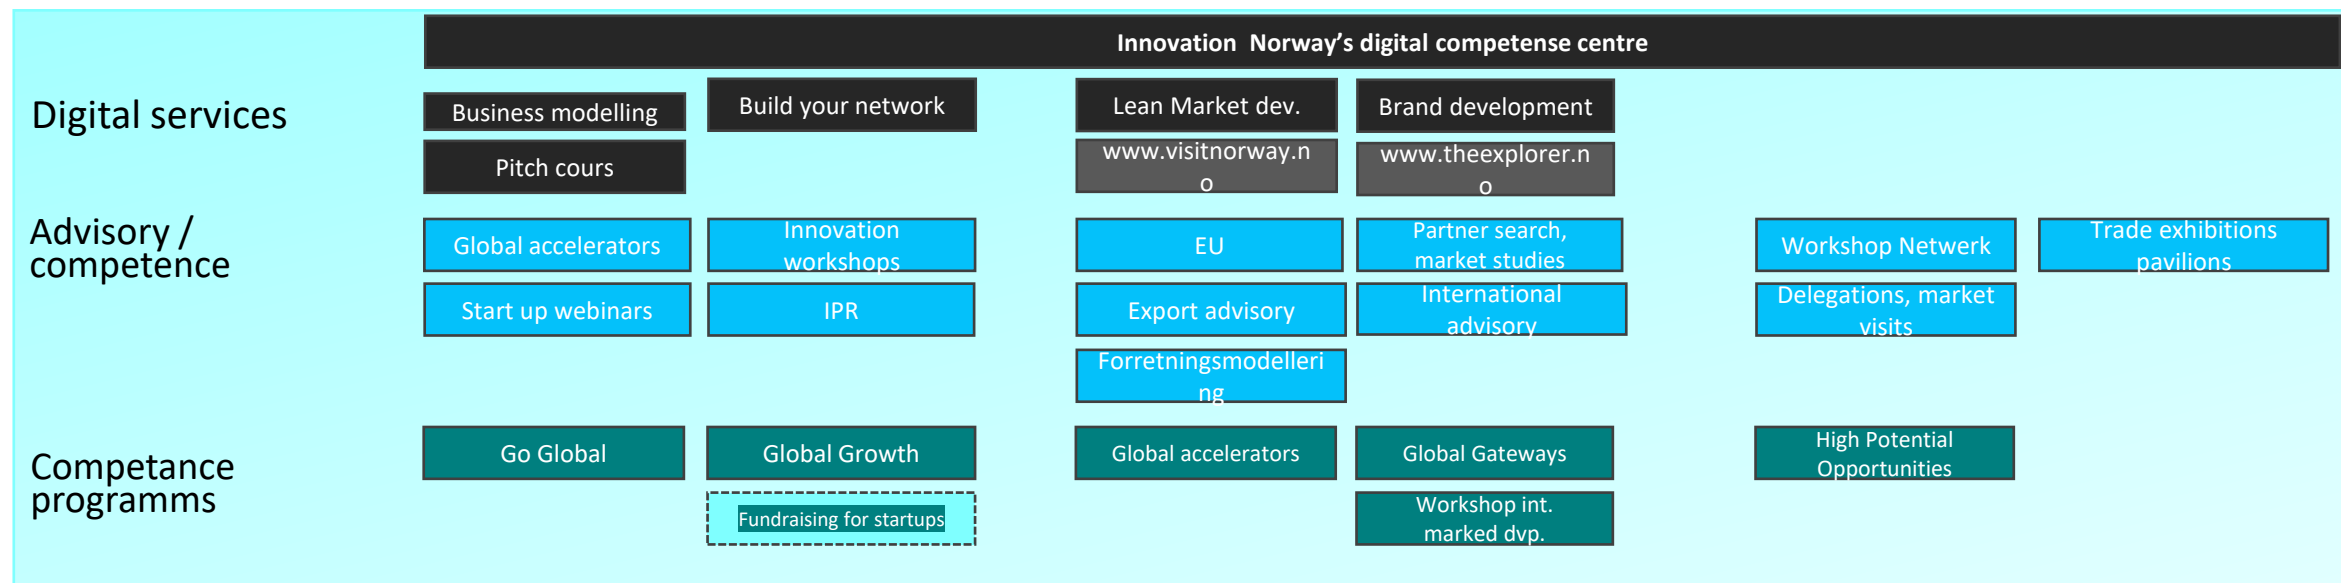 Innovation Norway’s digital competense centre
Digital services
Business modelling
Build your network
Lean Market dev.
Brand development
Pitch cours
www.visitnorway.n
o
www.theexplorer.n
o
Advisory /
competence
Global accelerators
Innovation
workshops
EU
Partner search,
market studies
Workshop Netwerk
Trade exhibitions
pavilions
Start up webinars
IPR
Export advisory
International
advisory
Delegations, market
visits
Forretningsmodelleri
ng
Competance
programms
Go Global
Global Growth
Global accelerators
Global Gateways
High Potential
Opportunities
Fundraising for startups
Workshop int.
marked dvp.